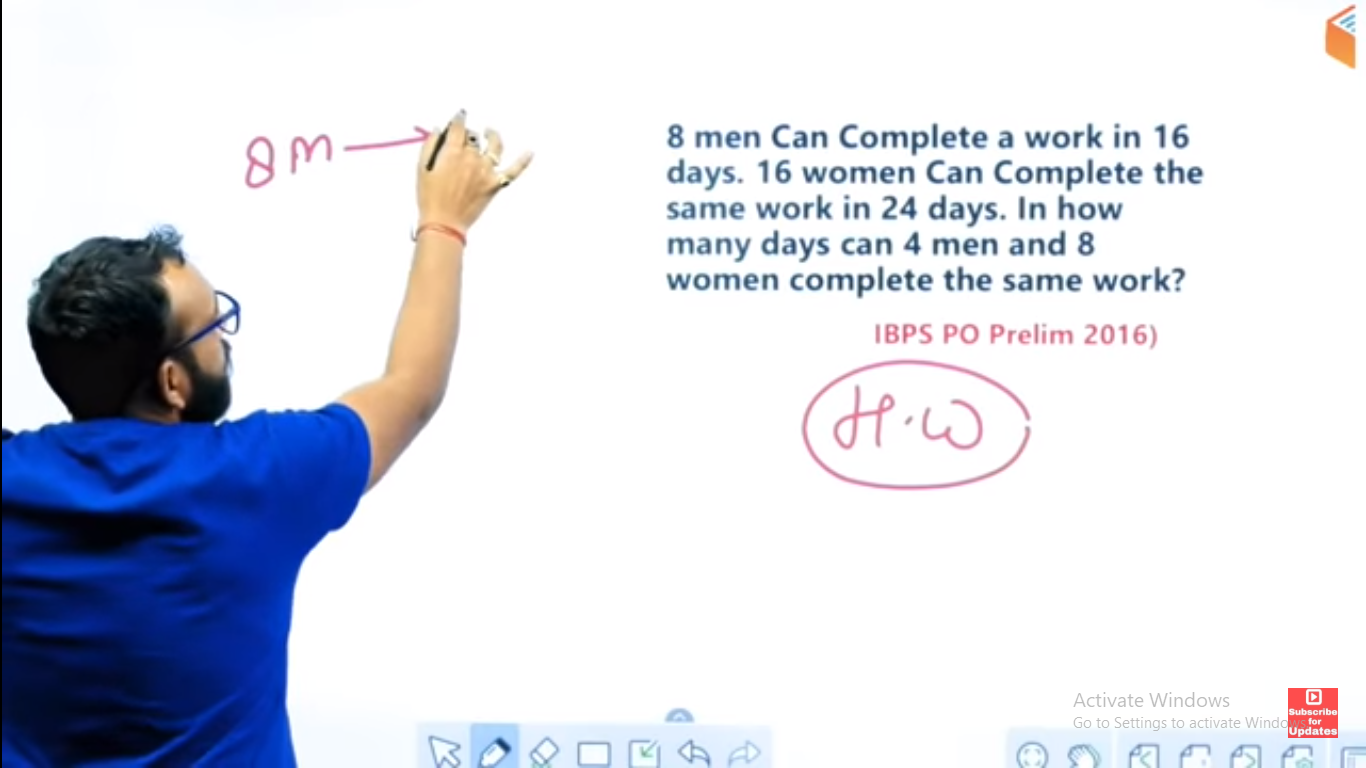 8 m →
8 men Can Complete a work in 16
days. 16 women Can Complete the
same work in 24 days. In how
many days can 4 men and 8
women complete the same work?
IBPS PO Prelim 2016)
H.W
Activate Windows
Go to Settings to activate Windows.
Subscribe
for
Updates